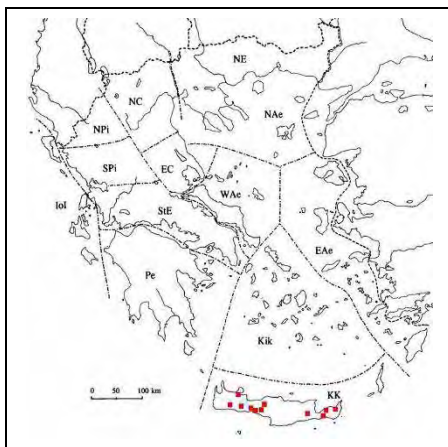 NE
NC
NAe
NPi
SPi
EC
WAe
IoI
StE
EAe
Pe
Kik
0 50 100 km
KK